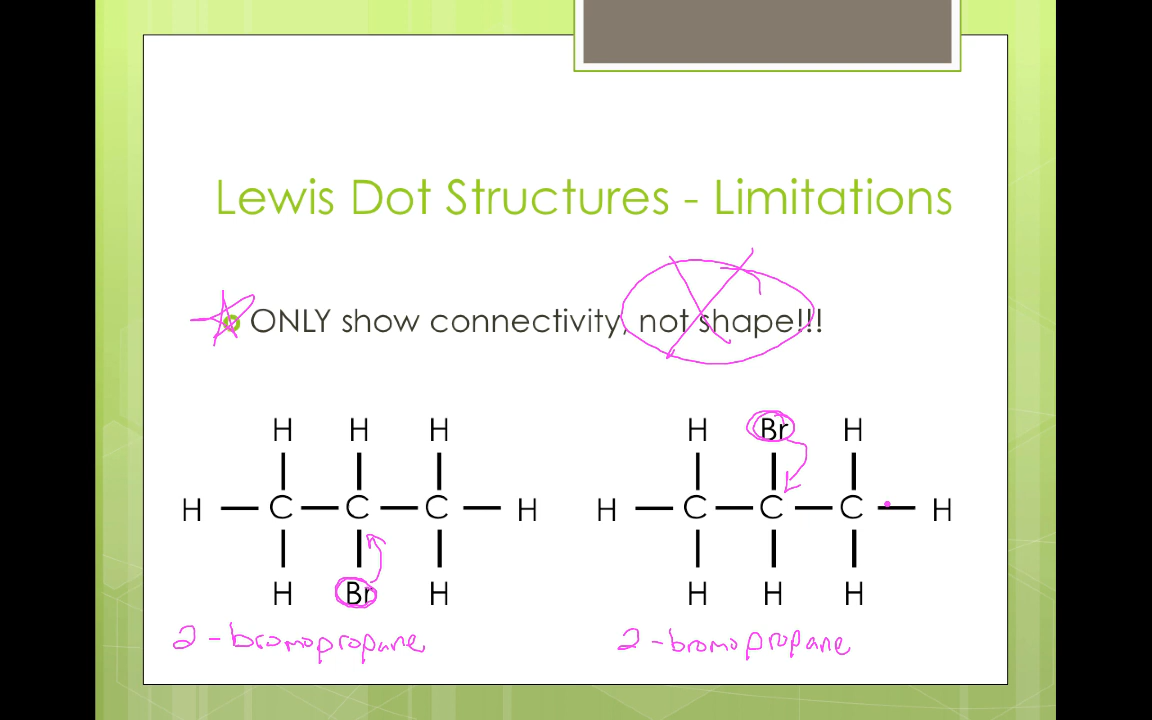 Lewis Dot Structures - Limitations
ONLY show connectivity, not shape!!!
H H H H Br H
H C C C H H C C C H
H Br H H H H
2-bromopropane 2-bromopropane